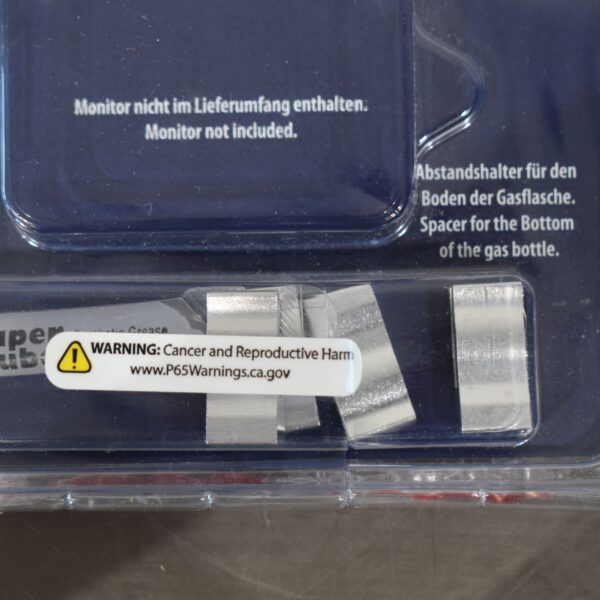 Monitor nicht im Lieferumfang enthalten.
Monitor not included.
Abstandshalter für den
Boden der Gasflasche.
Spacer for the Bottom
of the gas bottle.
Grease
WARNING: Cancer and Reproductive Harm
www.P65Warnings.ca.gov